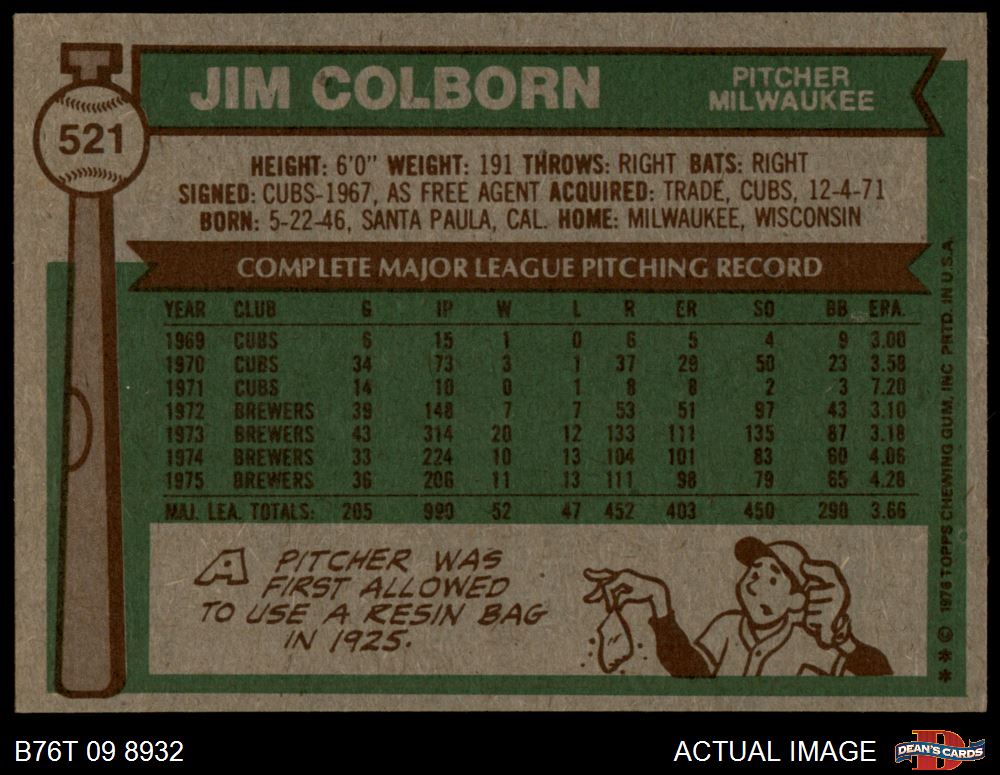 JIM COLBORN
PITCHER
MILWAUKEE
521
HEIGHT: 6'0" WEIGHT: 191 THROWS: RIGHT BATS: RIGHT
SIGNED: CUBS-1967, AS FREE AGENT ACQUIRED: TRADE, CUBS, 12-4-71
BORN: 5-22-46, SANTA PAULA, CAL. HOME: MILWAUKEE, WISCONSIN
COMPLETE MAJOR LEAGUE PITCHING RECORD
YEAR CLUB G IP W L R ER SO BB ERA.
1969 CUBS 6 15 1 0 6 5 4 9 3.00
1970 CUBS 34 73 3 1 37 29 50 23 3.58
1971 CUBS 14 10 0 1 8 8 2 3 7.20
1972 BREWERS 39 148 7 7 53 51 97 43 3.10
1973 BREWERS 43 314 20 12 133 111 135 87 3.18
1974 BREWERS 33 224 10 13 104 101 83 60 4.06
1975 BREWERS 36 206 11 13 111 98 79 65 4.28
MAJ. LEA. TOTALS: 205 990 52 47 452 403 450 290 3.66
A PITCHER WAS
FIRST ALLOWED
TO USE A RESIN BAG
IN 1925.
** © 1976 TOPPS CHEWING GUM, INC. PRTD. IN U.S.A.
B76T 09 8932
ACTUAL IMAGE
D
DEAN'S CARDS